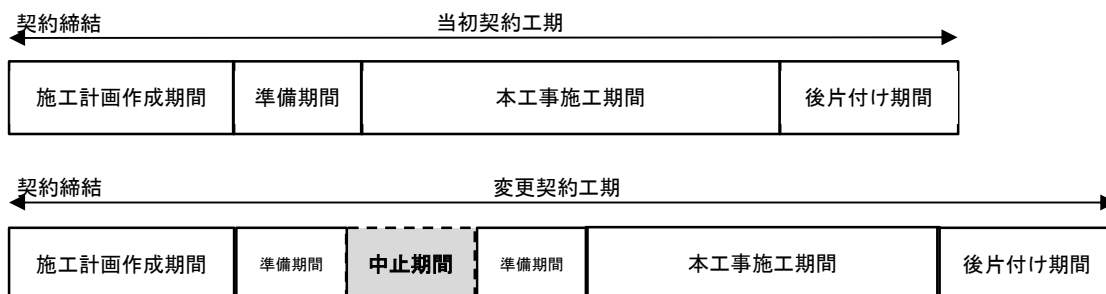 契約締結 当初契約工期
施工計画作成期間 準備期間 本工事施工期間 後片付け期間
契約締結 変更契約工期
施工計画作成期間 準備期間 中止期間 準備期間 本工事施工期間 後片付け期間